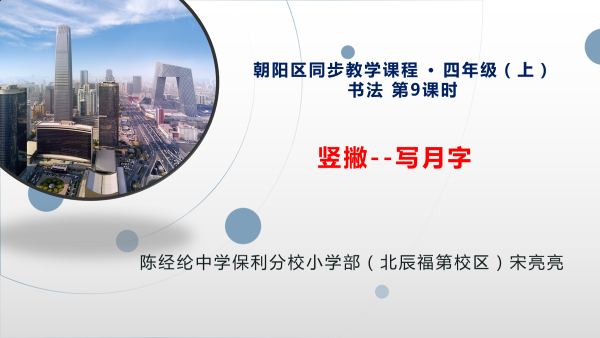 朝阳区同步教学课程 · 四年级（上）
书法 第9课时
竖撇--写月字
陈经纶中学保利分校小学部（北辰福第校区）宋亮亮